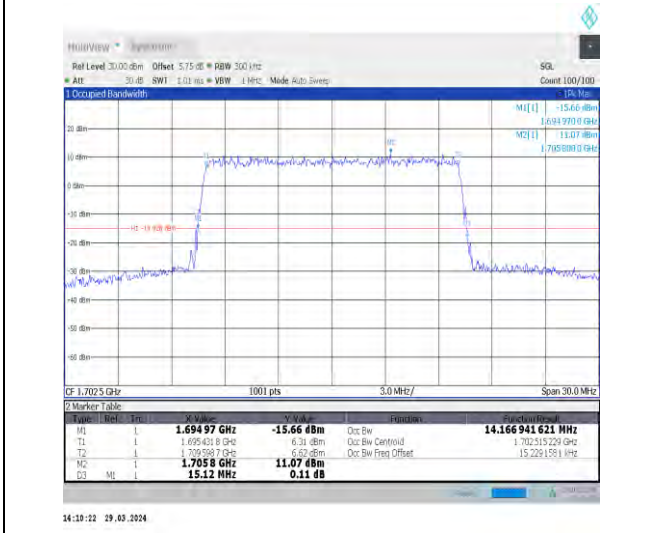 MultiView Spectrum
Ref Level 30.00 dBm Offset 5.75 dB RBW 300 kHz SGL
Att 30 dB SWT 1.01 ms VBW 1 MHz Mode Auto Sweep Count 100/100
1 Occupied Bandwidth 1Pk Max
M1[1] -15.66 dBm
1.694 970 0 GHz
M2[1] 11.07 dBm
1.705 800 0 GHz
20 dBm
10 dBm
0 dBm
-10 dBm
-20 dBm
-30 dBm
-40 dBm
-50 dBm
-60 dBm
T1
M2
CF 1.7025 GHz 1001 pts 3.0 MHz/ Span 30.0 MHz
2 Marker Table
Type Ref Trc X-Value Y-Value Function Function Result
M1 1 1.694 97 GHz -15.66 dBm Occ Bw 14.166 941 621 MHz
T1 1 1.695 431 8 GHz 6.31 dBm Occ Bw Centroid 1.702 515 229 GHz
T2 1 1.709 598 7 GHz 6.62 dBm Occ Bw Freq Offset 15.229 158 1 kHz
M2 1 1.705 8 GHz 11.07 dBm
D3 M1 1 15.12 MHz 0.11 dB
14:10:22 29.03.2024